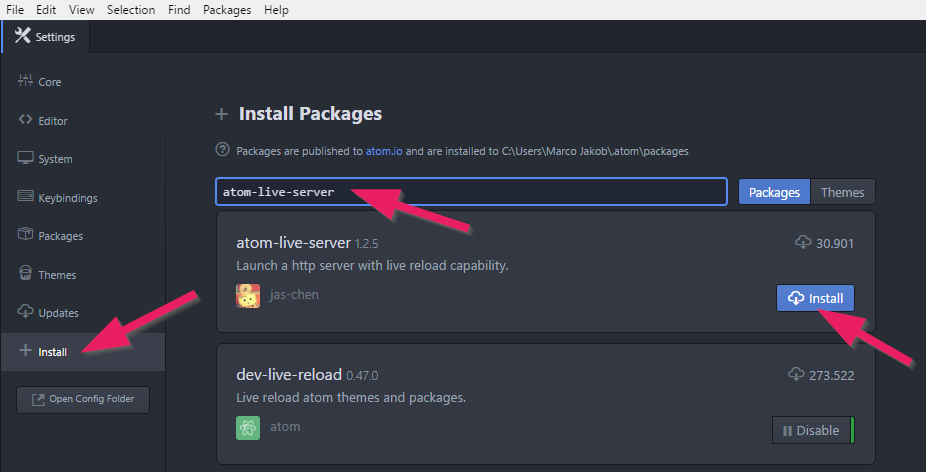 File Edit View Selection Find Packages Help
Settings
Core
Editor
System
Keybindings
Packages
Themes
Updates
Install
Open Config Folder
Install Packages
Packages are published to atom.io and are installed to C:\Users\Marco Jakob\.atom\packages
atom-live-server
Packages Themes
atom-live-server 1.2.5 30.901
Launch a http server with live reload capability.
jas-chen
Install
dev-live-reload 0.47.0 273.522
Live reload atom themes and packages.
atom
Disable